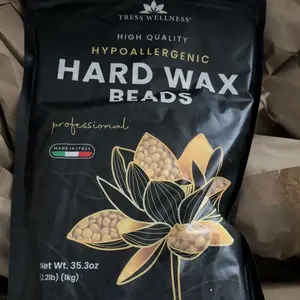 TRESS WELLNESS®
HIGH QUALITY
HYPOALLERGENIC
HARD WAX
BEADS
professional
MADE IN ITALY
Net Wt. 35.3oz
(2.2lb) (1kg)